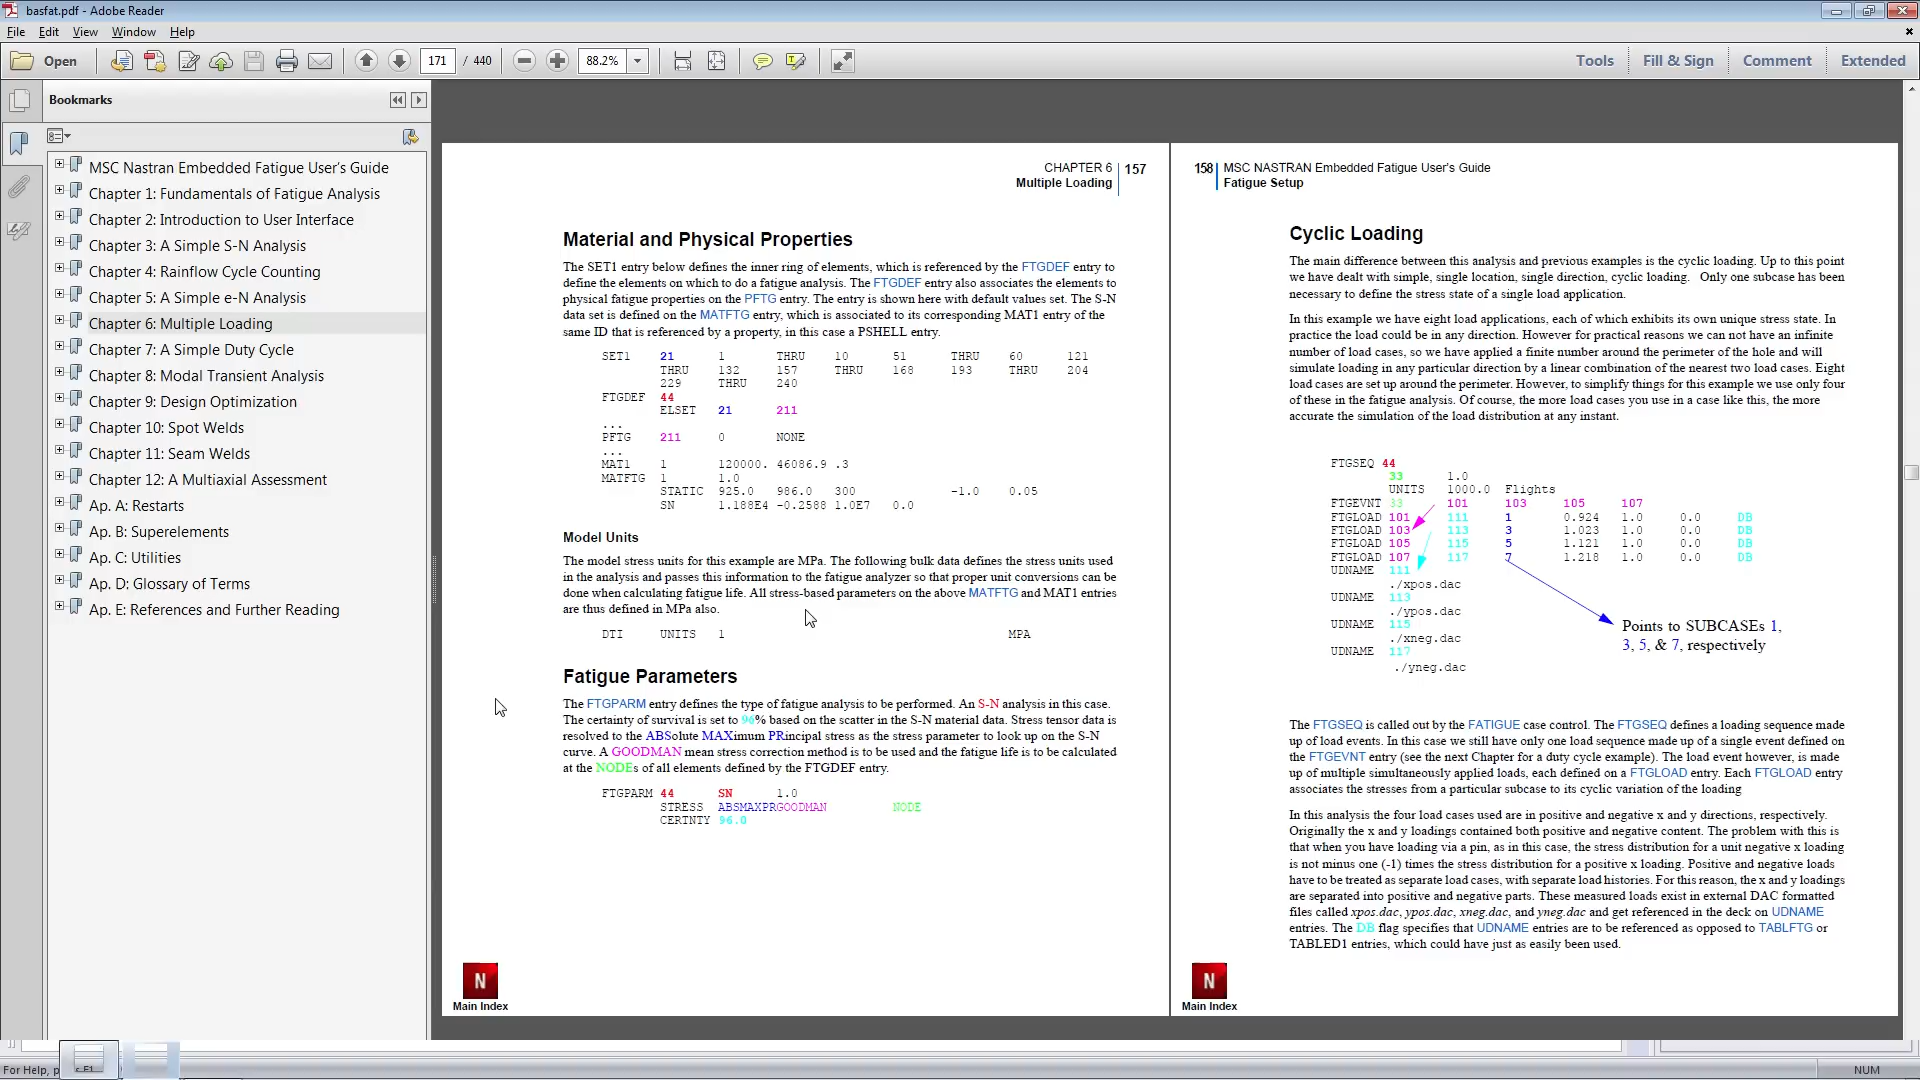 basfat.pdf - Adobe Reader
File Edit View Window Help
Open 171 / 440 88.2% Tools Fill & Sign Comment Extended
Bookmarks
MSC Nastran Embedded Fatigue User's Guide
Chapter 1: Fundamentals of Fatigue Analysis
Chapter 2: Introduction to User Interface
Chapter 3: A Simple S-N Analysis
Chapter 4: Rainflow Cycle Counting
Chapter 5: A Simple e-N Analysis
Chapter 6: Multiple Loading
Chapter 7: A Simple Duty Cycle
Chapter 8: Modal Transient Analysis
Chapter 9: Design Optimization
Chapter 10: Spot Welds
Chapter 11: Seam Welds
Chapter 12: A Multiaxial Assessment
Ap. A: Restarts
Ap. B: Superelements
Ap. C: Utilities
Ap. D: Glossary of Terms
Ap. E: References and Further Reading
CHAPTER 6 157
Multiple Loading
Material and Physical Properties
The SET1 entry below defines the inner ring of elements, which is referenced by the FTGDEF entry to
define the elements on which to do a fatigue analysis. The FTGDEF entry also associates the elements to
physical fatigue properties on the PFTG entry. The entry is shown here with default values set. The S-N
data set is defined on the MATFTG entry, which is associated to its corresponding MAT1 entry of the
same ID that is referenced by a property, in this case a PSHELL entry.
SET1 21 1 THRU 10 51 THRU 60 121
THRU 132 157 THRU 168 193 THRU 204
229 THRU 240
FTGDEF 44
ELSET 21 211
...
PFTG 211 0 NONE
...
MAT1 1 120000. 46086.9 .3
MATFTG 1 1.0
STATIC 925.0 986.0 300 -1.0 0.05
SN 1.188E4 -0.2588 1.0E7 0.0
Model Units
The model stress units for this example are MPa. The following bulk data defines the stress units used
in the analysis and passes this information to the fatigue analyzer so that proper unit conversions can be
done when calculating fatigue life. All stress-based parameters on the above MATFTG and MAT1 entries
are thus defined in MPa also.
DTI UNITS 1 MPA
Fatigue Parameters
The FTGPARM entry defines the type of fatigue analysis to be performed. An S-N analysis in this case.
The certainty of survival is set to 96% based on the scatter in the S-N material data. Stress tensor data is
resolved to the ABSolute MAXimum PRincipal stress as the stress parameter to look up on the S-N
curve. A GOODMAN mean stress correction method is to be used and the fatigue life is to be calculated
at the NODEs of all elements defined by the FTGDEF entry.
FTGPARM 44 SN 1.0
STRESS ABSMAXPRGOODMAN NODE
CERTNTY 96.0
N
Main Index
158 MSC NASTRAN Embedded Fatigue User's Guide
Fatigue Setup
Cyclic Loading
The main difference between this analysis and previous examples is the cyclic loading. Up to this point
we have dealt with simple, single location, single direction, cyclic loading. Only one subcase has been
necessary to define the stress state of a single load application.
In this example we have eight load applications, each of which exhibits its own unique stress state. In
practice the load could be in any direction. However for practical reasons we can not have an infinite
number of load cases, so we have applied a finite number around the perimeter of the hole and will
simulate loading in any particular direction by a linear combination of the nearest two load cases. Eight
load cases are set up around the perimeter. However, to simplify things for this example we use only four
of these in the fatigue analysis. Of course, the more load cases you use in a case like this, the more
accurate the simulation of the load distribution at any instant.
FTGSEQ 44
33 1.0
UNITS 1000.0 Flights
FTGEVNT 33 101 103 105 107
FTGLOAD 101 111 1 0.924 1.0 0.0 DB
FTGLOAD 103 113 3 1.023 1.0 0.0 DB
FTGLOAD 105 115 5 1.121 1.0 0.0 DB
FTGLOAD 107 117 7 1.218 1.0 0.0 DB
UDNAME 111
./xpos.dac
UDNAME 113
./ypos.dac
UDNAME 115
./xneg.dac
UDNAME 117
./yneg.dac
Points to SUBCASEs 1,
3, 5, & 7, respectively
The FTGSEQ is called out by the FATIGUE case control. The FTGSEQ defines a loading sequence made
up of load events. In this case we still have only one load sequence made up of a single event defined on
the FTGEVNT entry (see the next Chapter for a duty cycle example). The load event however, is made
up of multiple simultaneously applied loads, each defined on a FTGLOAD entry. Each FTGLOAD entry
associates the stresses from a particular subcase to its cyclic variation of the loading
In this analysis the four load cases used are in positive and negative x and y directions, respectively.
Originally the x and y loadings contained both positive and negative content. The problem with this is
that when you have loading via a pin, as in this case, the stress distribution for a unit negative x loading
is not minus one (-1) times the stress distribution for a positive x loading. Positive and negative loads
have to be treated as separate load cases, with separate load histories. For this reason, the x and y loadings
are separated into positive and negative parts. These measured loads exist in external DAC formatted
files called xpos.dac, ypos.dac, xneg.dac, and yneg.dac and get referenced in the deck on UDNAME
entries. The DB flag specifies that UDNAME entries are to be referenced as opposed to TABLFTG or
TABLED1 entries, which could have just as easily been used.
N
Main Index
For Help, p
NUM